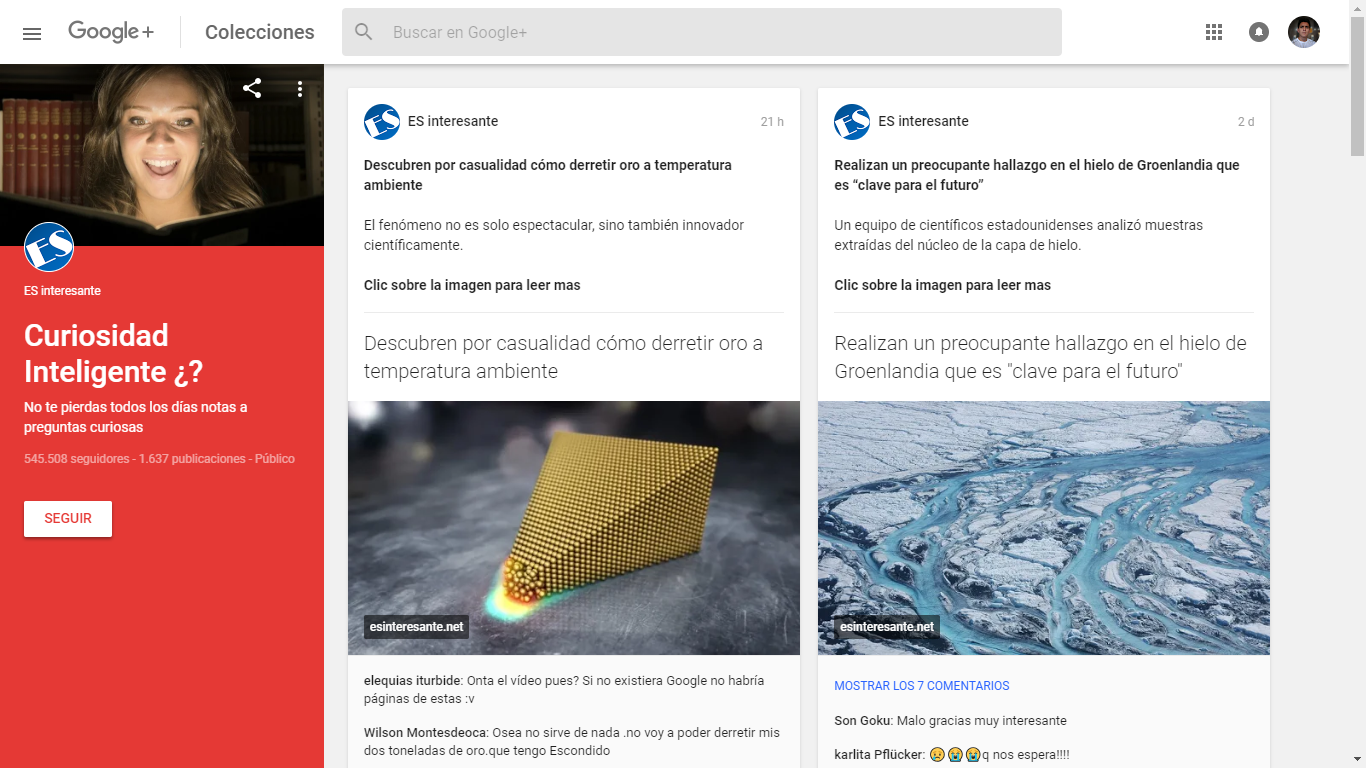 Google+
Colecciones
Buscar en Google+
ES
ES interesante
Curiosidad
Inteligente ¿?
No te pierdas todos los días notas a
preguntas curiosas
545.508 seguidores - 1.637 publicaciones - Público
SEGUIR
ES
ES interesante
21 h
Descubren por casualidad cómo derretir oro a temperatura
ambiente
El fenómeno no es solo espectacular, sino también innovador
científicamente.
Clic sobre la imagen para leer mas
Descubren por casualidad cómo derretir oro a
temperatura ambiente
esinteresante.net
elequias iturbide: Onta el vídeo pues? Si no existiera Google no habría
páginas de estas :v
Wilson Montesdeoca: Osea no sirve de nada .no voy a poder derretir mis
dos toneladas de oro.que tengo Escondido
ES
ES interesante
2 d
Realizan un preocupante hallazgo en el hielo de Groenlandia que
es “clave para el futuro”
Un equipo de científicos estadounidenses analizó muestras
extraídas del núcleo de la capa de hielo.
Clic sobre la imagen para leer mas
Realizan un preocupante hallazgo en el hielo de
Groenlandia que es "clave para el futuro"
esinteresante.net
MOSTRAR LOS 7 COMENTARIOS
Son Goku: Malo gracias muy interesante
karlita Pflücker: 😢😭😭q nos espera!!!!